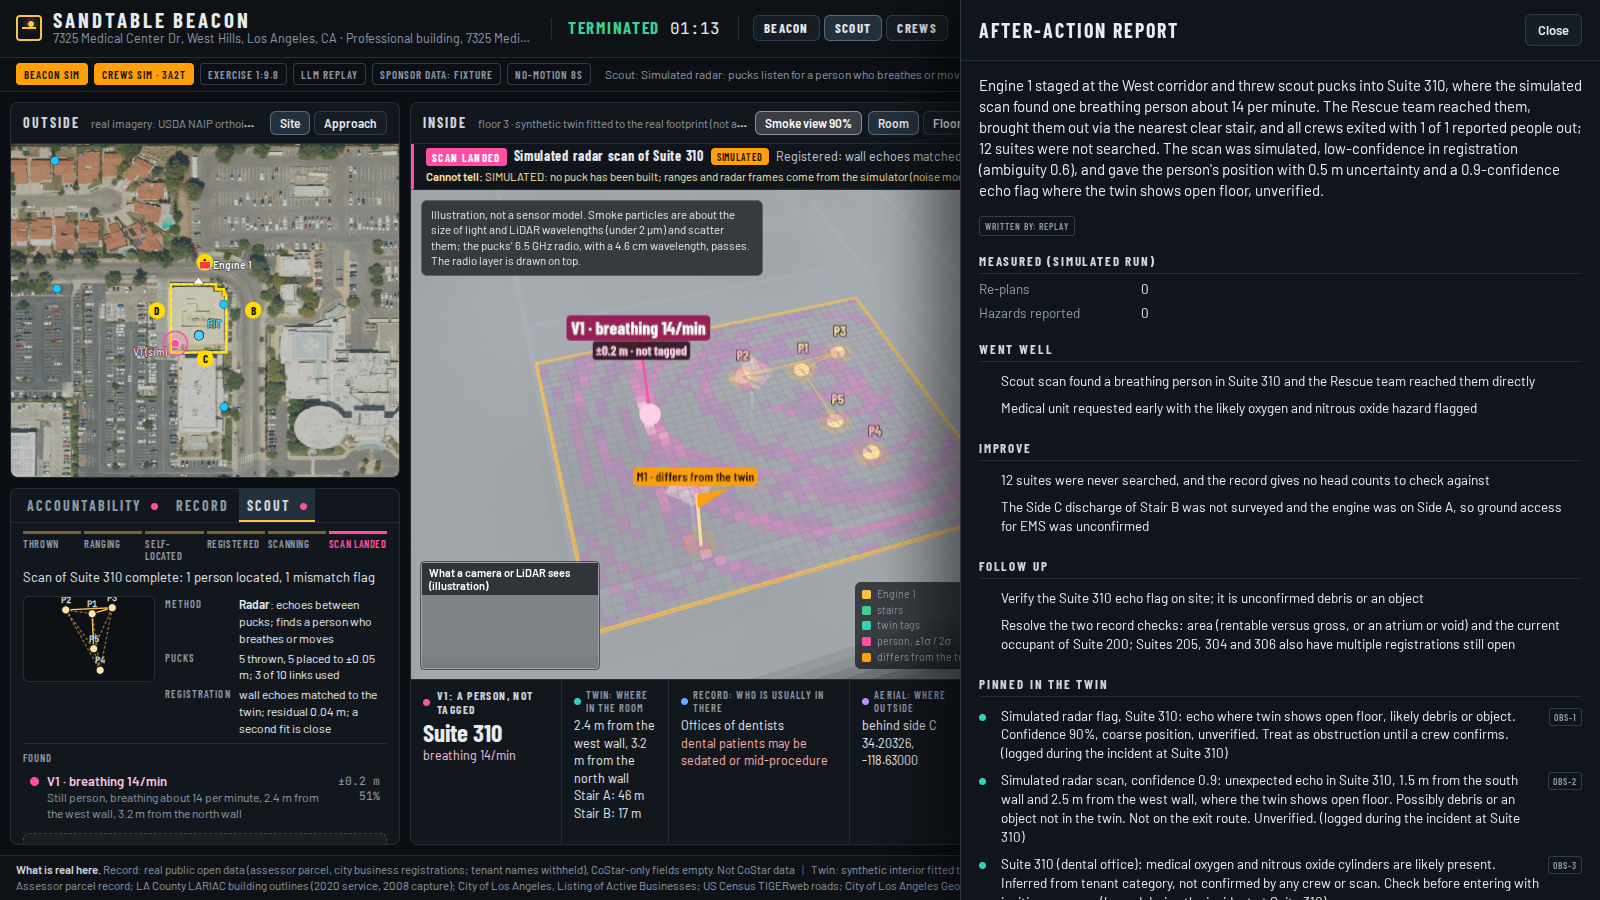 SANDTABLE BEACON
7325 Medical Center Dr, West Hills, Los Angeles, CA · Professional building, 7325 Medi...
TERMINATED 01:13
BEACON SCOUT CREWS
BEACON SIM CREWS SIM · 3A2T EXERCISE 1:9.8 LLM REPLAY SPONSOR DATA: FIXTURE NO-MOTION 8S Scout: Simulated radar: pucks listen for a person who breathes or mov
OUTSIDE real imagery: USDA NAIP orthoi... Site Approach
Engine 1
D
B
RIT
V1 (sim)
C
ACCOUNTABILITY RECORD SCOUT
THROWN RANGING SELF-LOCATED REGISTERED SCANNING SCAN LANDED
Scan of Suite 310 complete: 1 person located, 1 mismatch flag
P2 P1 P3
P5
P4
METHOD Radar: echoes between
pucks; finds a person who
breathes or moves
PUCKS 5 thrown, 5 placed to ±0.05
m; 3 of 10 links used
REGISTRATION wall echoes matched to the
twin; residual 0.04 m; a
second fit is close
FOUND
V1 · breathing 14/min ±0.2 m
51%
Still person, breathing about 14 per minute, 2.4 m from
the west wall, 3.2 m from the north wall
INSIDE floor 3 · synthetic twin fitted to the real footprint (not a... Smoke view 90% Room Floor
SCAN LANDED Simulated radar scan of Suite 310 SIMULATED Registered: wall echoes matched
Cannot tell: SIMULATED: no puck has been built; ranges and radar frames come from the simulator (noise mo
Illustration, not a sensor model. Smoke particles are about the
size of light and LiDAR wavelengths (under 2 µm) and scatter
them; the pucks' 6.5 GHz radio, with a 4.6 cm wavelength, passes.
The radio layer is drawn on top.
V1 · breathing 14/min
±0.2 m · not tagged
P3
P1
P2
P5
P4
M1 · differs from the twin
What a camera or LiDAR sees
(illustration)
Engine 1
stairs
twin tags
person, ±1σ / 2σ
differs from the tw
V1: A PERSON, NOT
TAGGED
Suite 310
breathing 14/min
TWIN: WHERE
IN THE ROOM
2.4 m from the
west wall, 3.2
m from the
north wall
Stair A: 46 m
Stair B: 17 m
RECORD: WHO IS USUALLY IN
THERE
Offices of dentists
dental patients may be
sedated or mid-procedure
AERIAL: WHERE
OUTSIDE
behind side C
34.20326,
-118.63000
What is real here. Record: real public open data (assessor parcel, city business registrations; tenant names withheld), CoStar-only fields empty. Not CoStar data | Twin: synthetic interior fitted t
Assessor parcel record; LA County LARIAC building outlines (2020 service, 2008 capture); City of Los Angeles, Listing of Active Businesses; US Census TIGERweb roads; City of Los Angeles Geo
AFTER-ACTION REPORT Close
Engine 1 staged at the West corridor and threw scout pucks into Suite 310, where the simulated
scan found one breathing person about 14 per minute. The Rescue team reached them,
brought them out via the nearest clear stair, and all crews exited with 1 of 1 reported people out;
12 suites were not searched. The scan was simulated, low-confidence in registration
(ambiguity 0.6), and gave the person's position with 0.5 m uncertainty and a 0.9-confidence
echo flag where the twin shows open floor, unverified.
WRITTEN BY: REPLAY
MEASURED (SIMULATED RUN)
Re-plans 0
Hazards reported 0
WENT WELL
Scout scan found a breathing person in Suite 310 and the Rescue team reached them directly
Medical unit requested early with the likely oxygen and nitrous oxide hazard flagged
IMPROVE
12 suites were never searched, and the record gives no head counts to check against
The Side C discharge of Stair B was not surveyed and the engine was on Side A, so ground access
for EMS was unconfirmed
FOLLOW UP
Verify the Suite 310 echo flag on site; it is unconfirmed debris or an object
Resolve the two record checks: area (rentable versus gross, or an atrium or void) and the current
occupant of Suite 200; Suites 205, 304 and 306 also have multiple registrations still open
PINNED IN THE TWIN
Simulated radar flag, Suite 310: echo where twin shows open floor, likely debris or object. OBS-1
Confidence 90%, coarse position, unverified. Treat as obstruction until a crew confirms.
(logged during the incident at Suite 310)
Simulated radar scan, confidence 0.9: unexpected echo in Suite 310, 1.5 m from the south OBS-2
wall and 2.5 m from the west wall, where the twin shows open floor. Possibly debris or an
object not in the twin. Not on the exit route. Unverified. (logged during the incident at Suite
310)
Suite 310 (dental office): medical oxygen and nitrous oxide cylinders are likely present. OBS-3
Inferred from tenant category, not confirmed by any crew or scan. Check before entering with